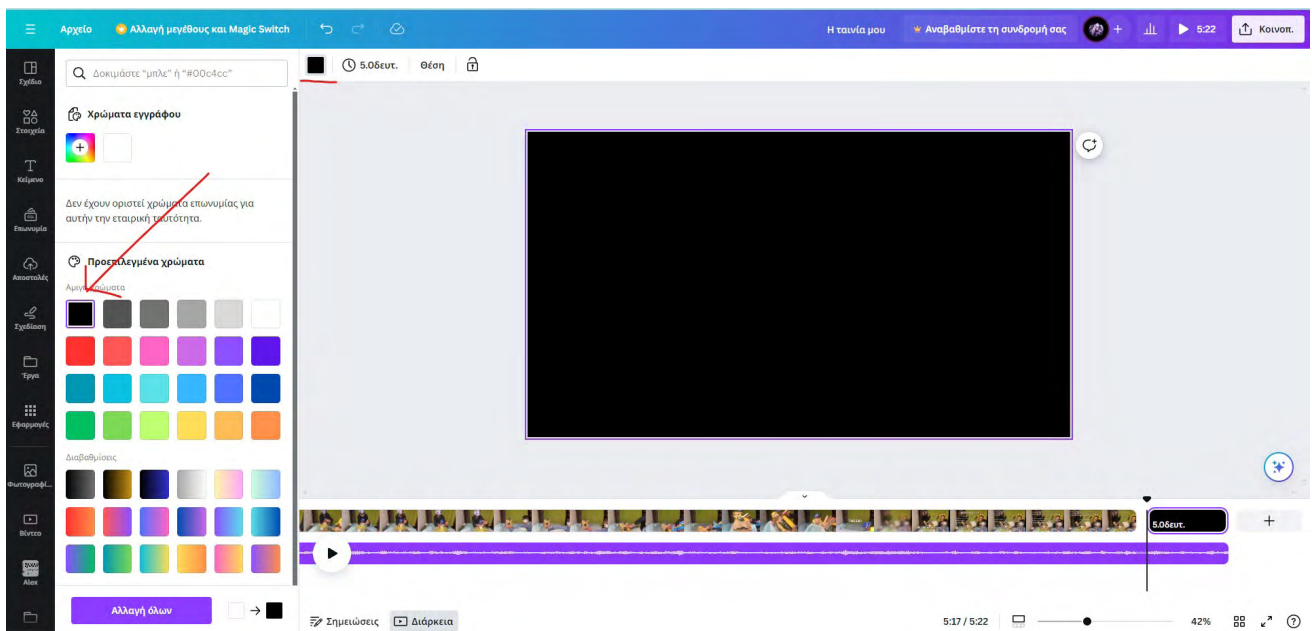 Αρχείο
Αλλαγή μεγέθους και Magic Switch
Η ταινία μου
Αναβαθμίστε τη συνδρομή σας
5:22
Κοινοπ.
Σχέδιο
Στοιχεία
Κείμενο
Επωνυμία
Αποστολές
Σχεδίαση
Έργα
Εφαρμογές
Φωτογραφί...
Βίντεο
Alex
Δοκιμάστε "μπλε" ή "#00c4cc"
Χρώματα εγγράφου
Δεν έχουν οριστεί χρώματα επωνυμίας για
αυτήν την εταιρική ταυτότητα.
Προεπιλεγμένα χρώματα
Αμιγή χρώματα
Διαβαθμίσεις
Αλλαγή όλων
5.0δευτ.
Θέση
5.0δευτ.
Σημειώσεις
Διάρκεια
5:17 / 5:22
42%